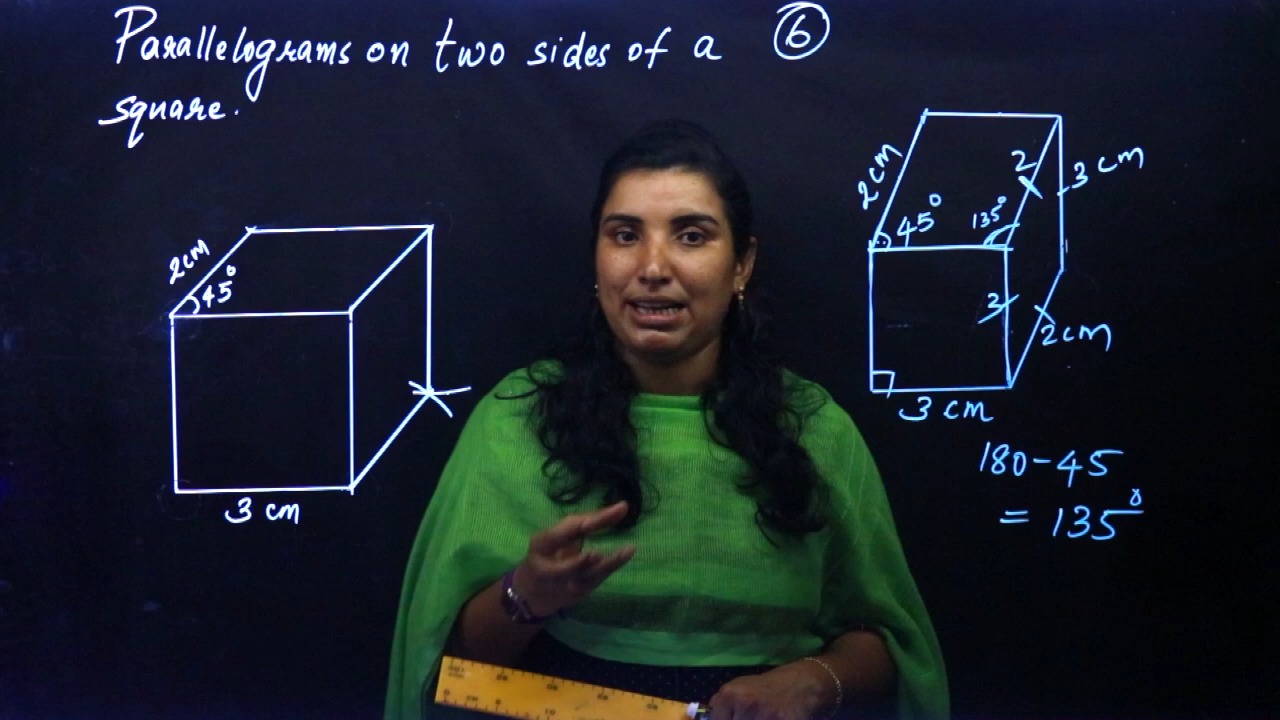 Parallelograms on two sides of a 6
square.
2cm
45°
3 cm
2cm
45°
135°
2
3 cm
3
2cm
3 cm
180-45
= 135°